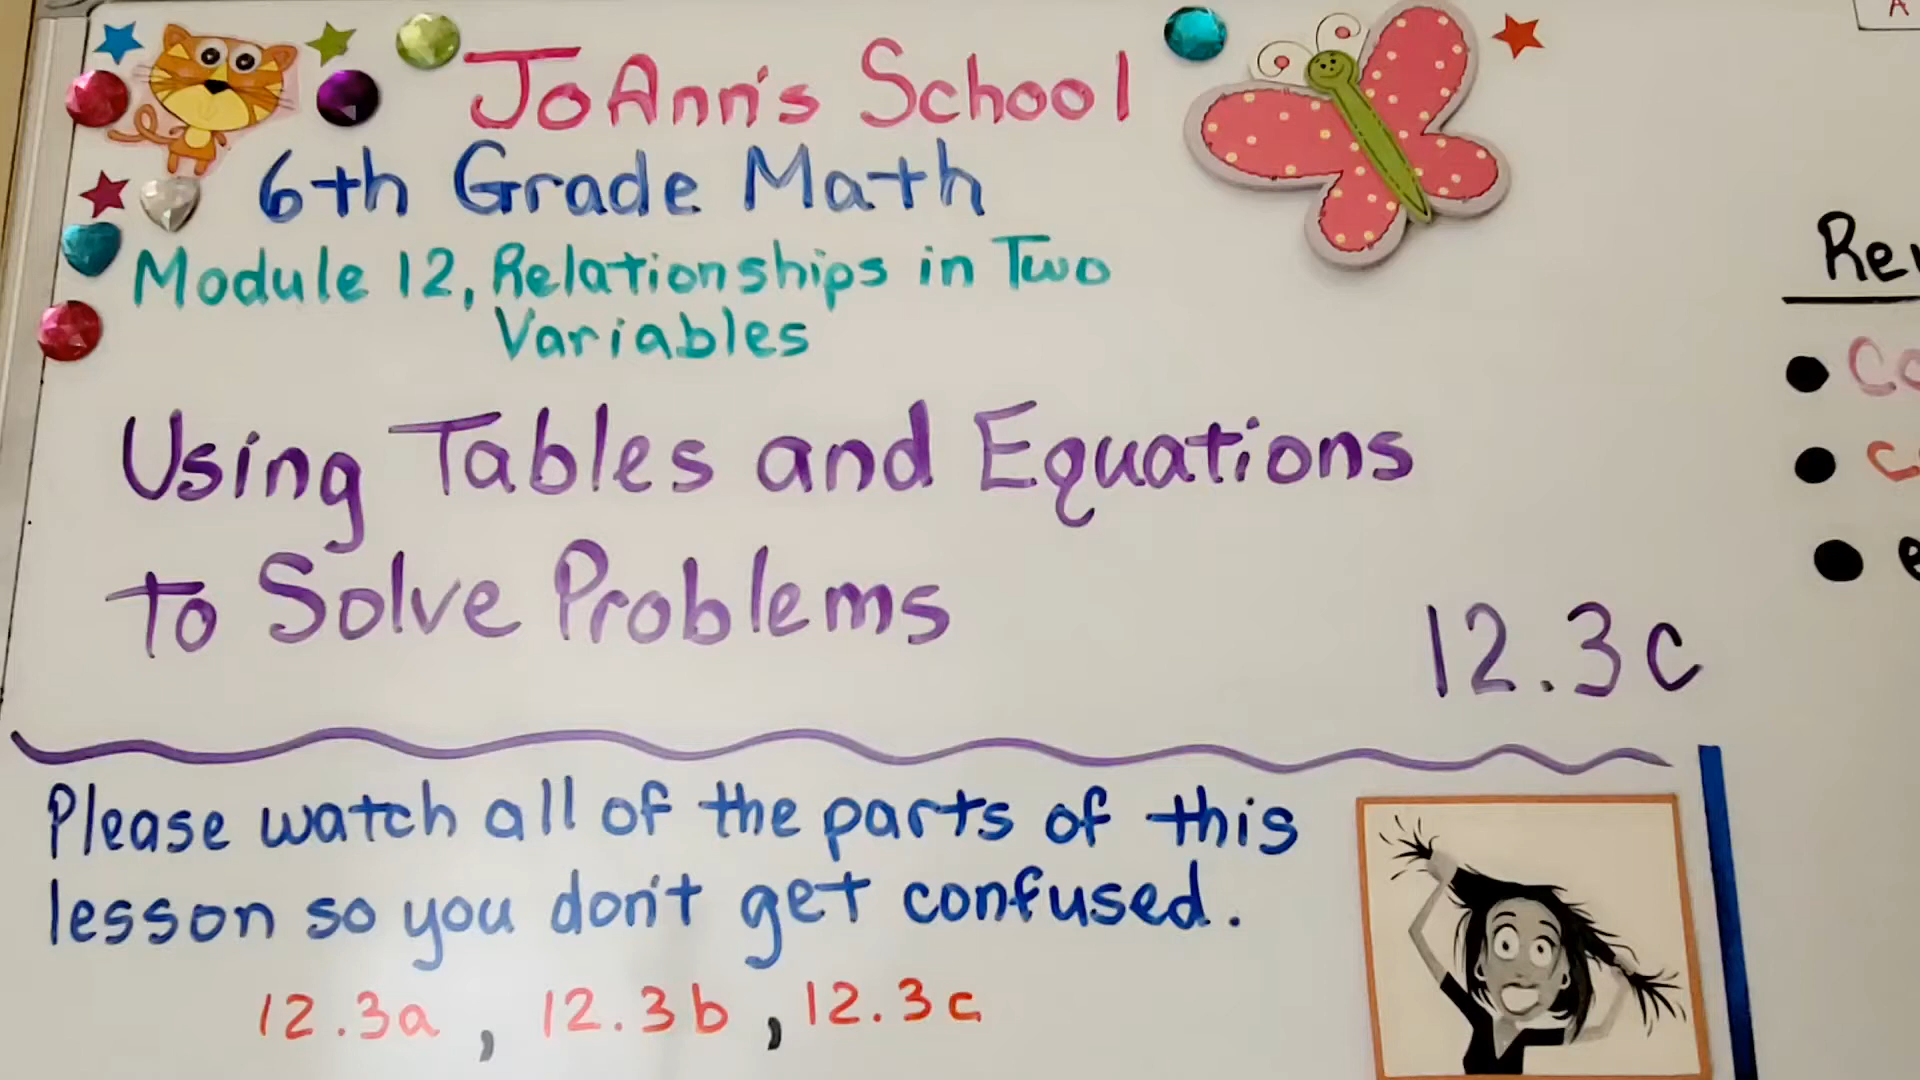 JoAnn's School
6th Grade Math
Module 12, Relationships in Two
Variables
Using Tables and Equations
to Solve Problems
12.3c
Please watch all of the parts of this
lesson so you don't get confused.
12.3a, 12.3b, 12.3c